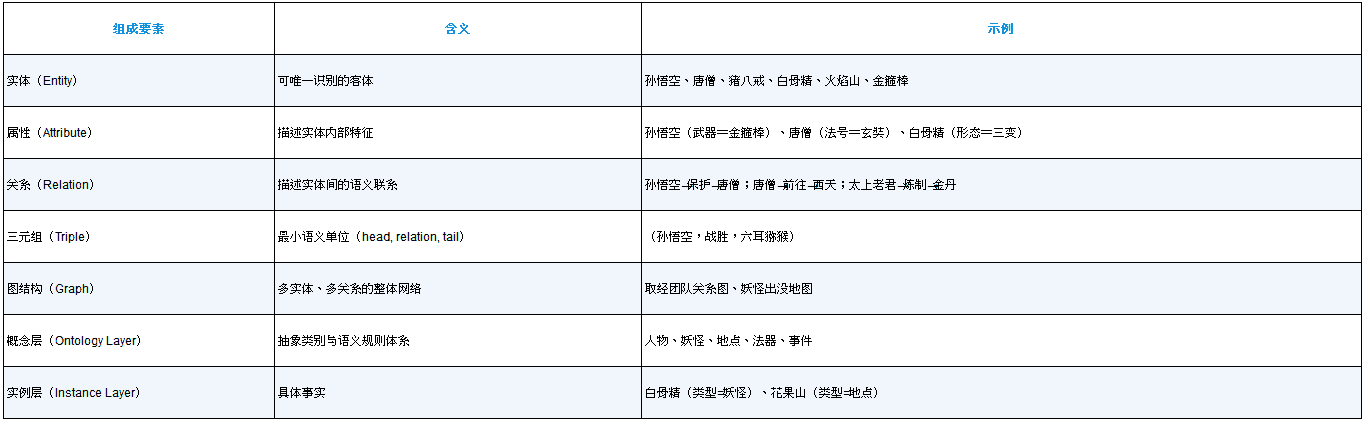 组成要素 含义 示例
实体（Entity） 可唯一识别的客体 孙悟空、唐僧、猪八戒、白骨精、火焰山、金箍棒
属性（Attribute） 描述实体内部特征 孙悟空（武器＝金箍棒）、唐僧（法号＝玄奘）、白骨精（形态＝三变）
关系（Relation） 描述实体间的语义联系 孙悟空–保护–唐僧；唐僧–前往–西天；太上老君–炼制–金丹
三元组（Triple） 最小语义单位（head, relation, tail） （孙悟空，战胜，六耳猕猴）
图结构（Graph） 多实体、多关系的整体网络 取经团队关系图、妖怪出没地图
概念层（Ontology Layer） 抽象类别与语义规则体系 人物、妖怪、地点、法器、事件
实例层（Instance Layer） 具体事实 白骨精（类型=妖怪）、花果山（类型=地点）